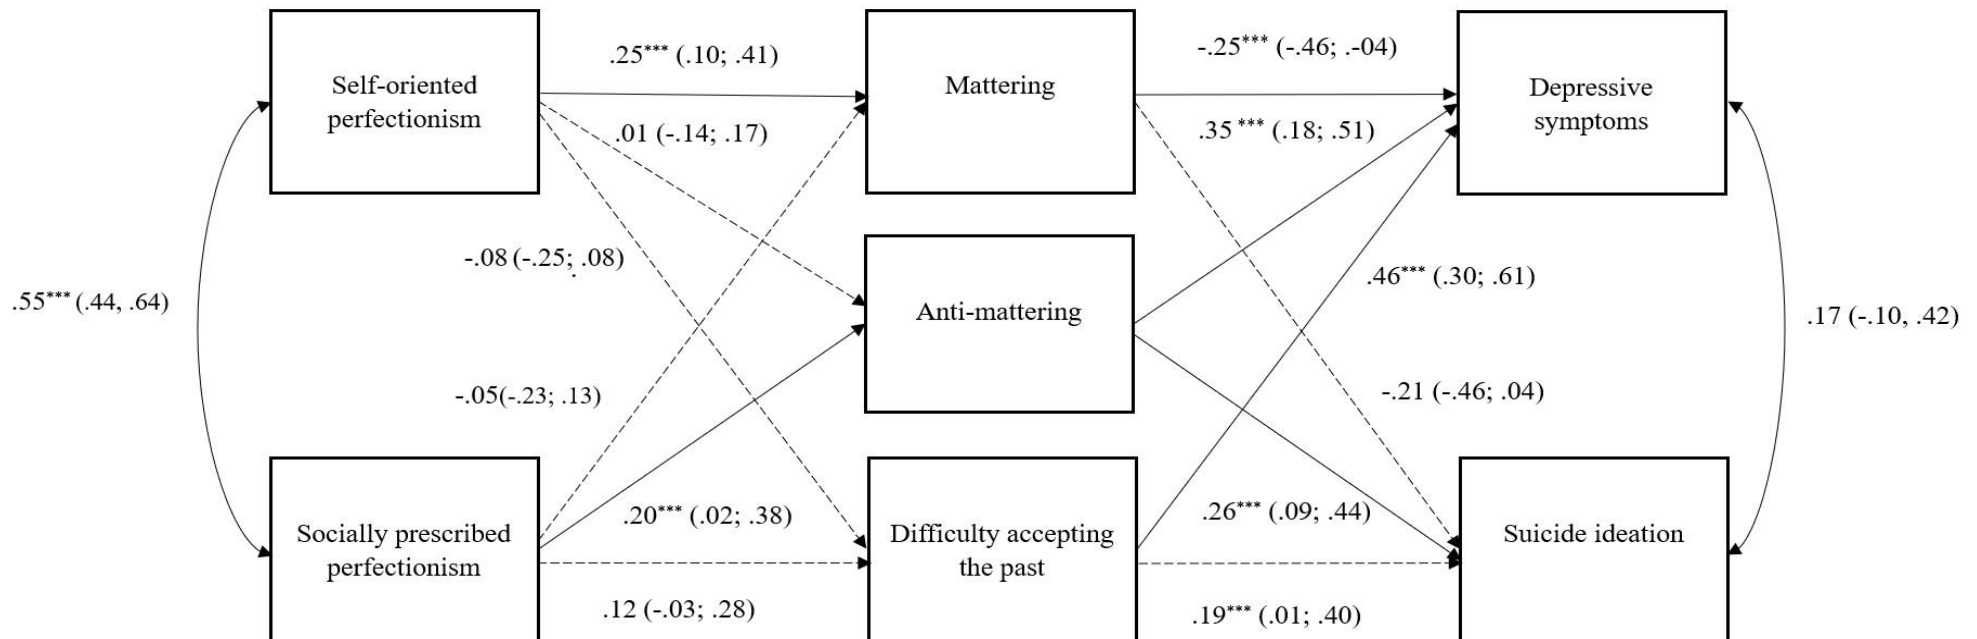 .25*** (.10; .41)
-.25*** (-.46; .-04)
Self-oriented
perfectionism
Mattering
Depressive
symptoms
.01 (-.14; .17)
.35 *** (.18; .51)
-.08 (-.25; .08)
.46*** (.30; .61)
.55*** (.44, .64)
Anti-mattering
.17 (-.10, .42)
-.05(-.23; .13)
-.21 (-.46; .04)
.20*** (.02; .38)
.26*** (.09; .44)
Socially prescribed
perfectionism
Difficulty accepting
the past
Suicide ideation
.12 (-.03; .28)
.19*** (.01; .40)